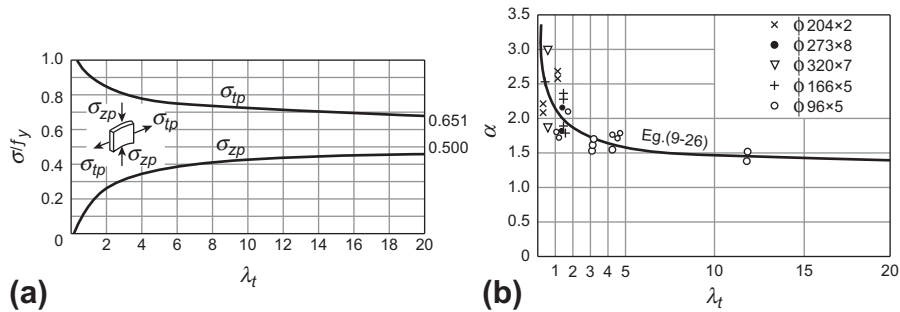 1.0
0.8
0.6
0.4
0.2
0
σ/f_y
σ_zp
σ_tp
σ_tp
σ_zp
σ_tp
σ_zp
0.651
0.500
2 4 6 8 10 12 14 16 18 20
λ_t
(a)
(b)
3.5
3.0
2.5
2.0
1.5
1.0
0.5
0
α
× ϕ204×2
● ϕ273×8
▽ ϕ320×7
+ ϕ166×5
○ ϕ96×5
Eg.(9-26)
1 2 3 4 5 10 15 20
λ_t